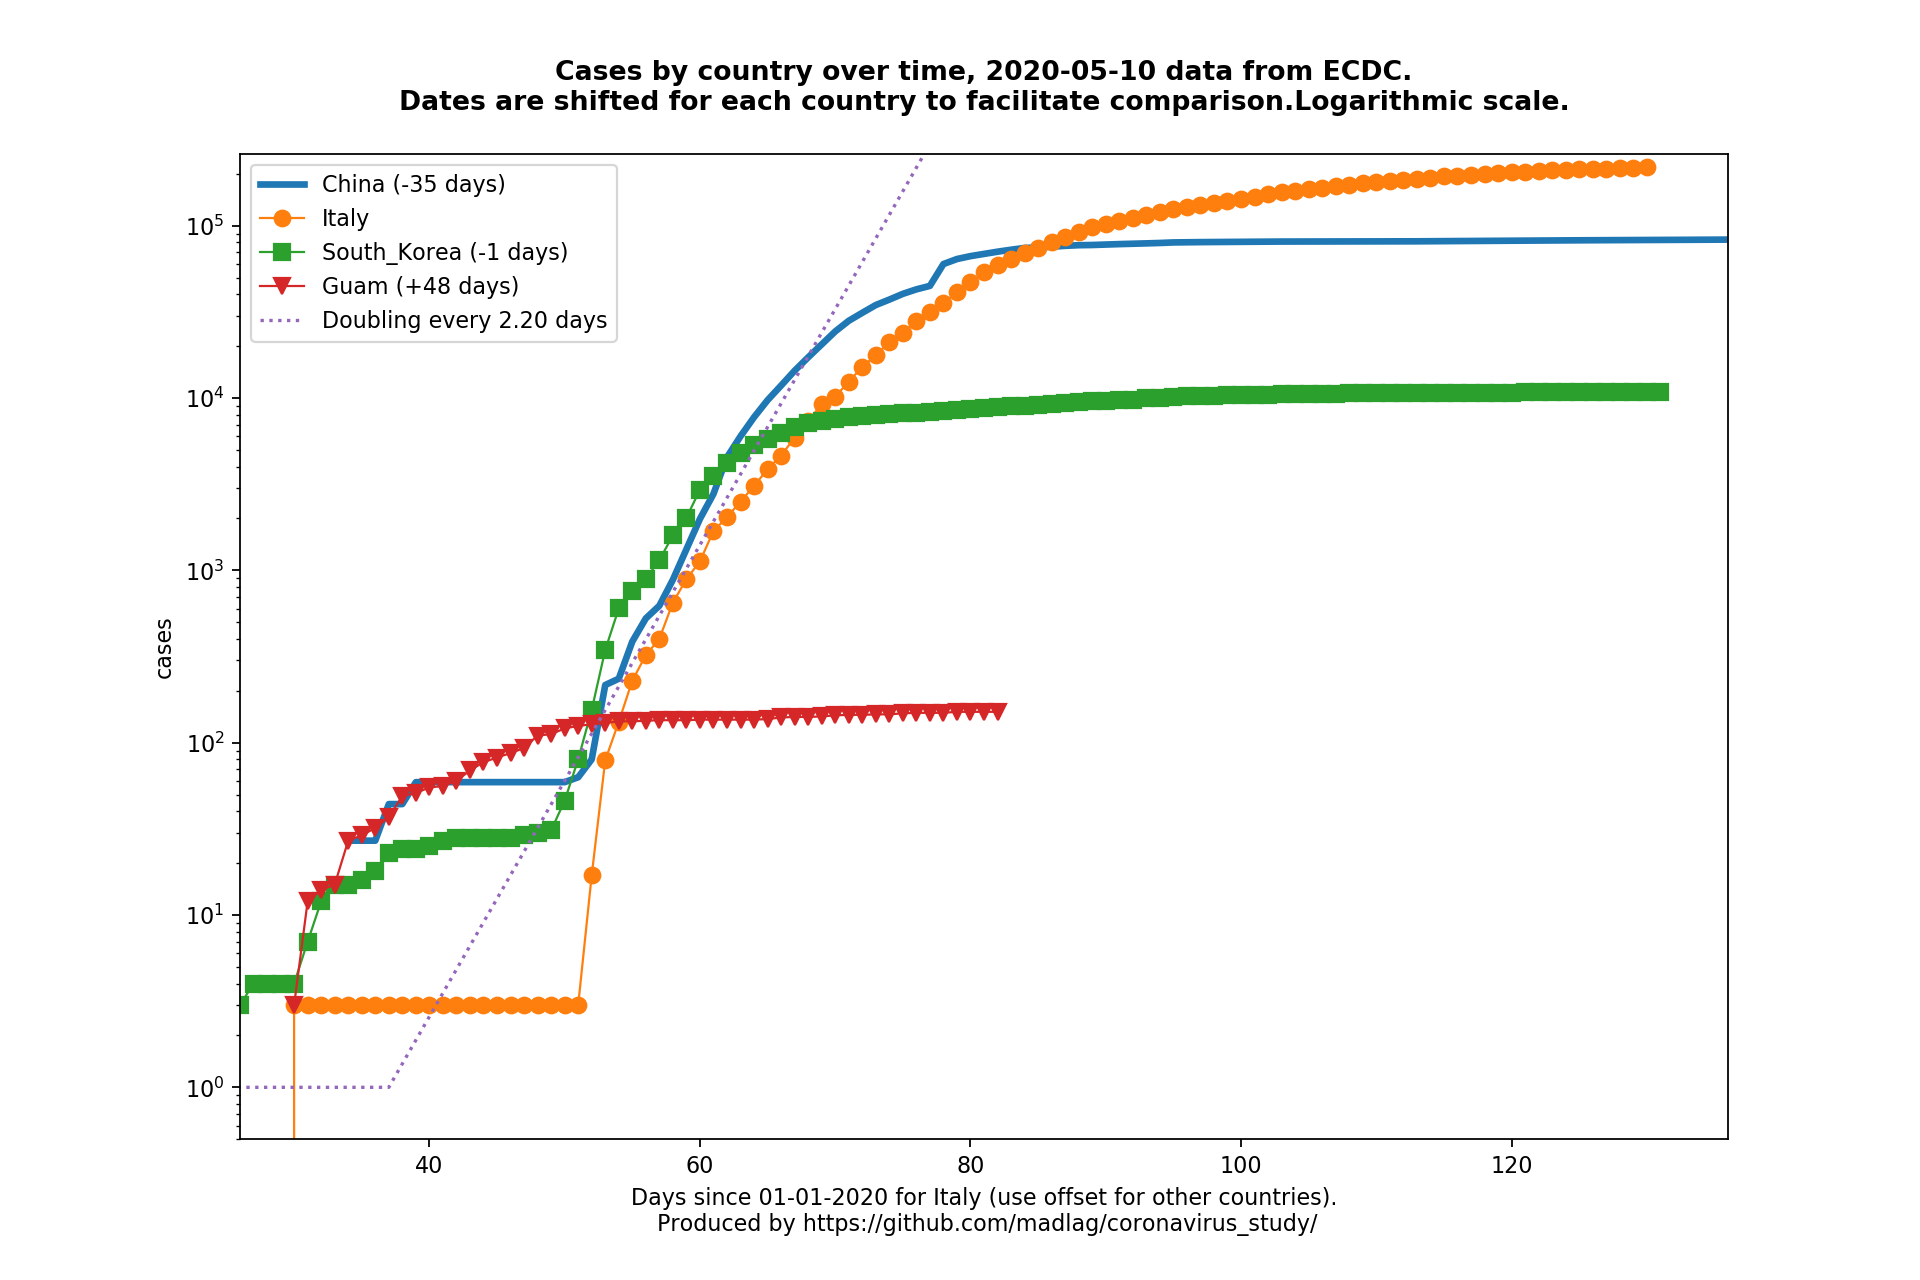 Cases by country over time, 2020-05-10 data from ECDC.
Dates are shifted for each country to facilitate comparison.Logarithmic scale.
China (-35 days)
Italy
South_Korea (-1 days)
Guam (+48 days)
Doubling every 2.20 days
10^5
10^4
10^3
10^2
10^1
10^0
cases
40 60 80 100 120
Days since 01-01-2020 for Italy (use offset for other countries).
Produced by https://github.com/madlag/coronavirus_study/